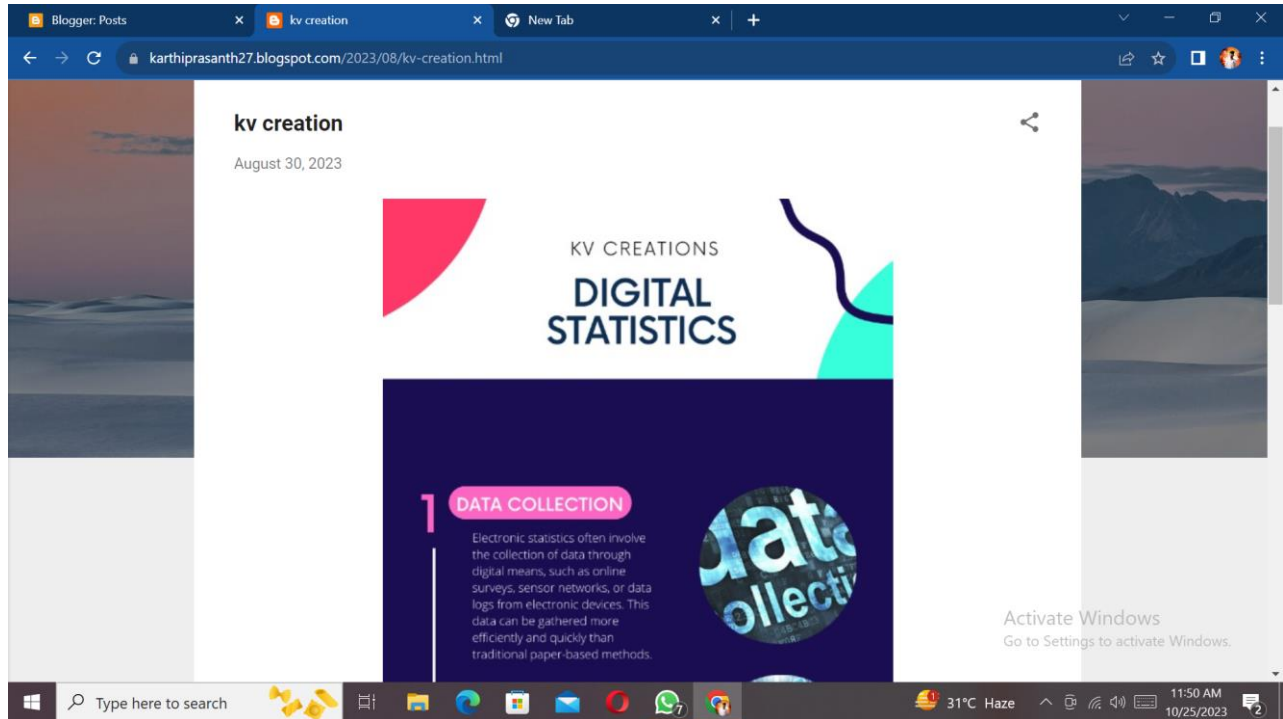 Blogger: Posts
kv creation
New Tab
karthiprasanth27.blogspot.com/2023/08/kv-creation.html
kv creation
August 30, 2023
KV CREATIONS
DIGITAL
STATISTICS
1
DATA COLLECTION
Electronic statistics often involve
the collection of data through
digital means, such as online
surveys, sensor networks, or data
logs from electronic devices. This
data can be gathered more
efficiently and quickly than
traditional paper-based methods.
data
collecti
Activate Windows
Go to Settings to activate Windows.
Type here to search
7
1
31°C Haze
11:50 AM
10/25/2023
2